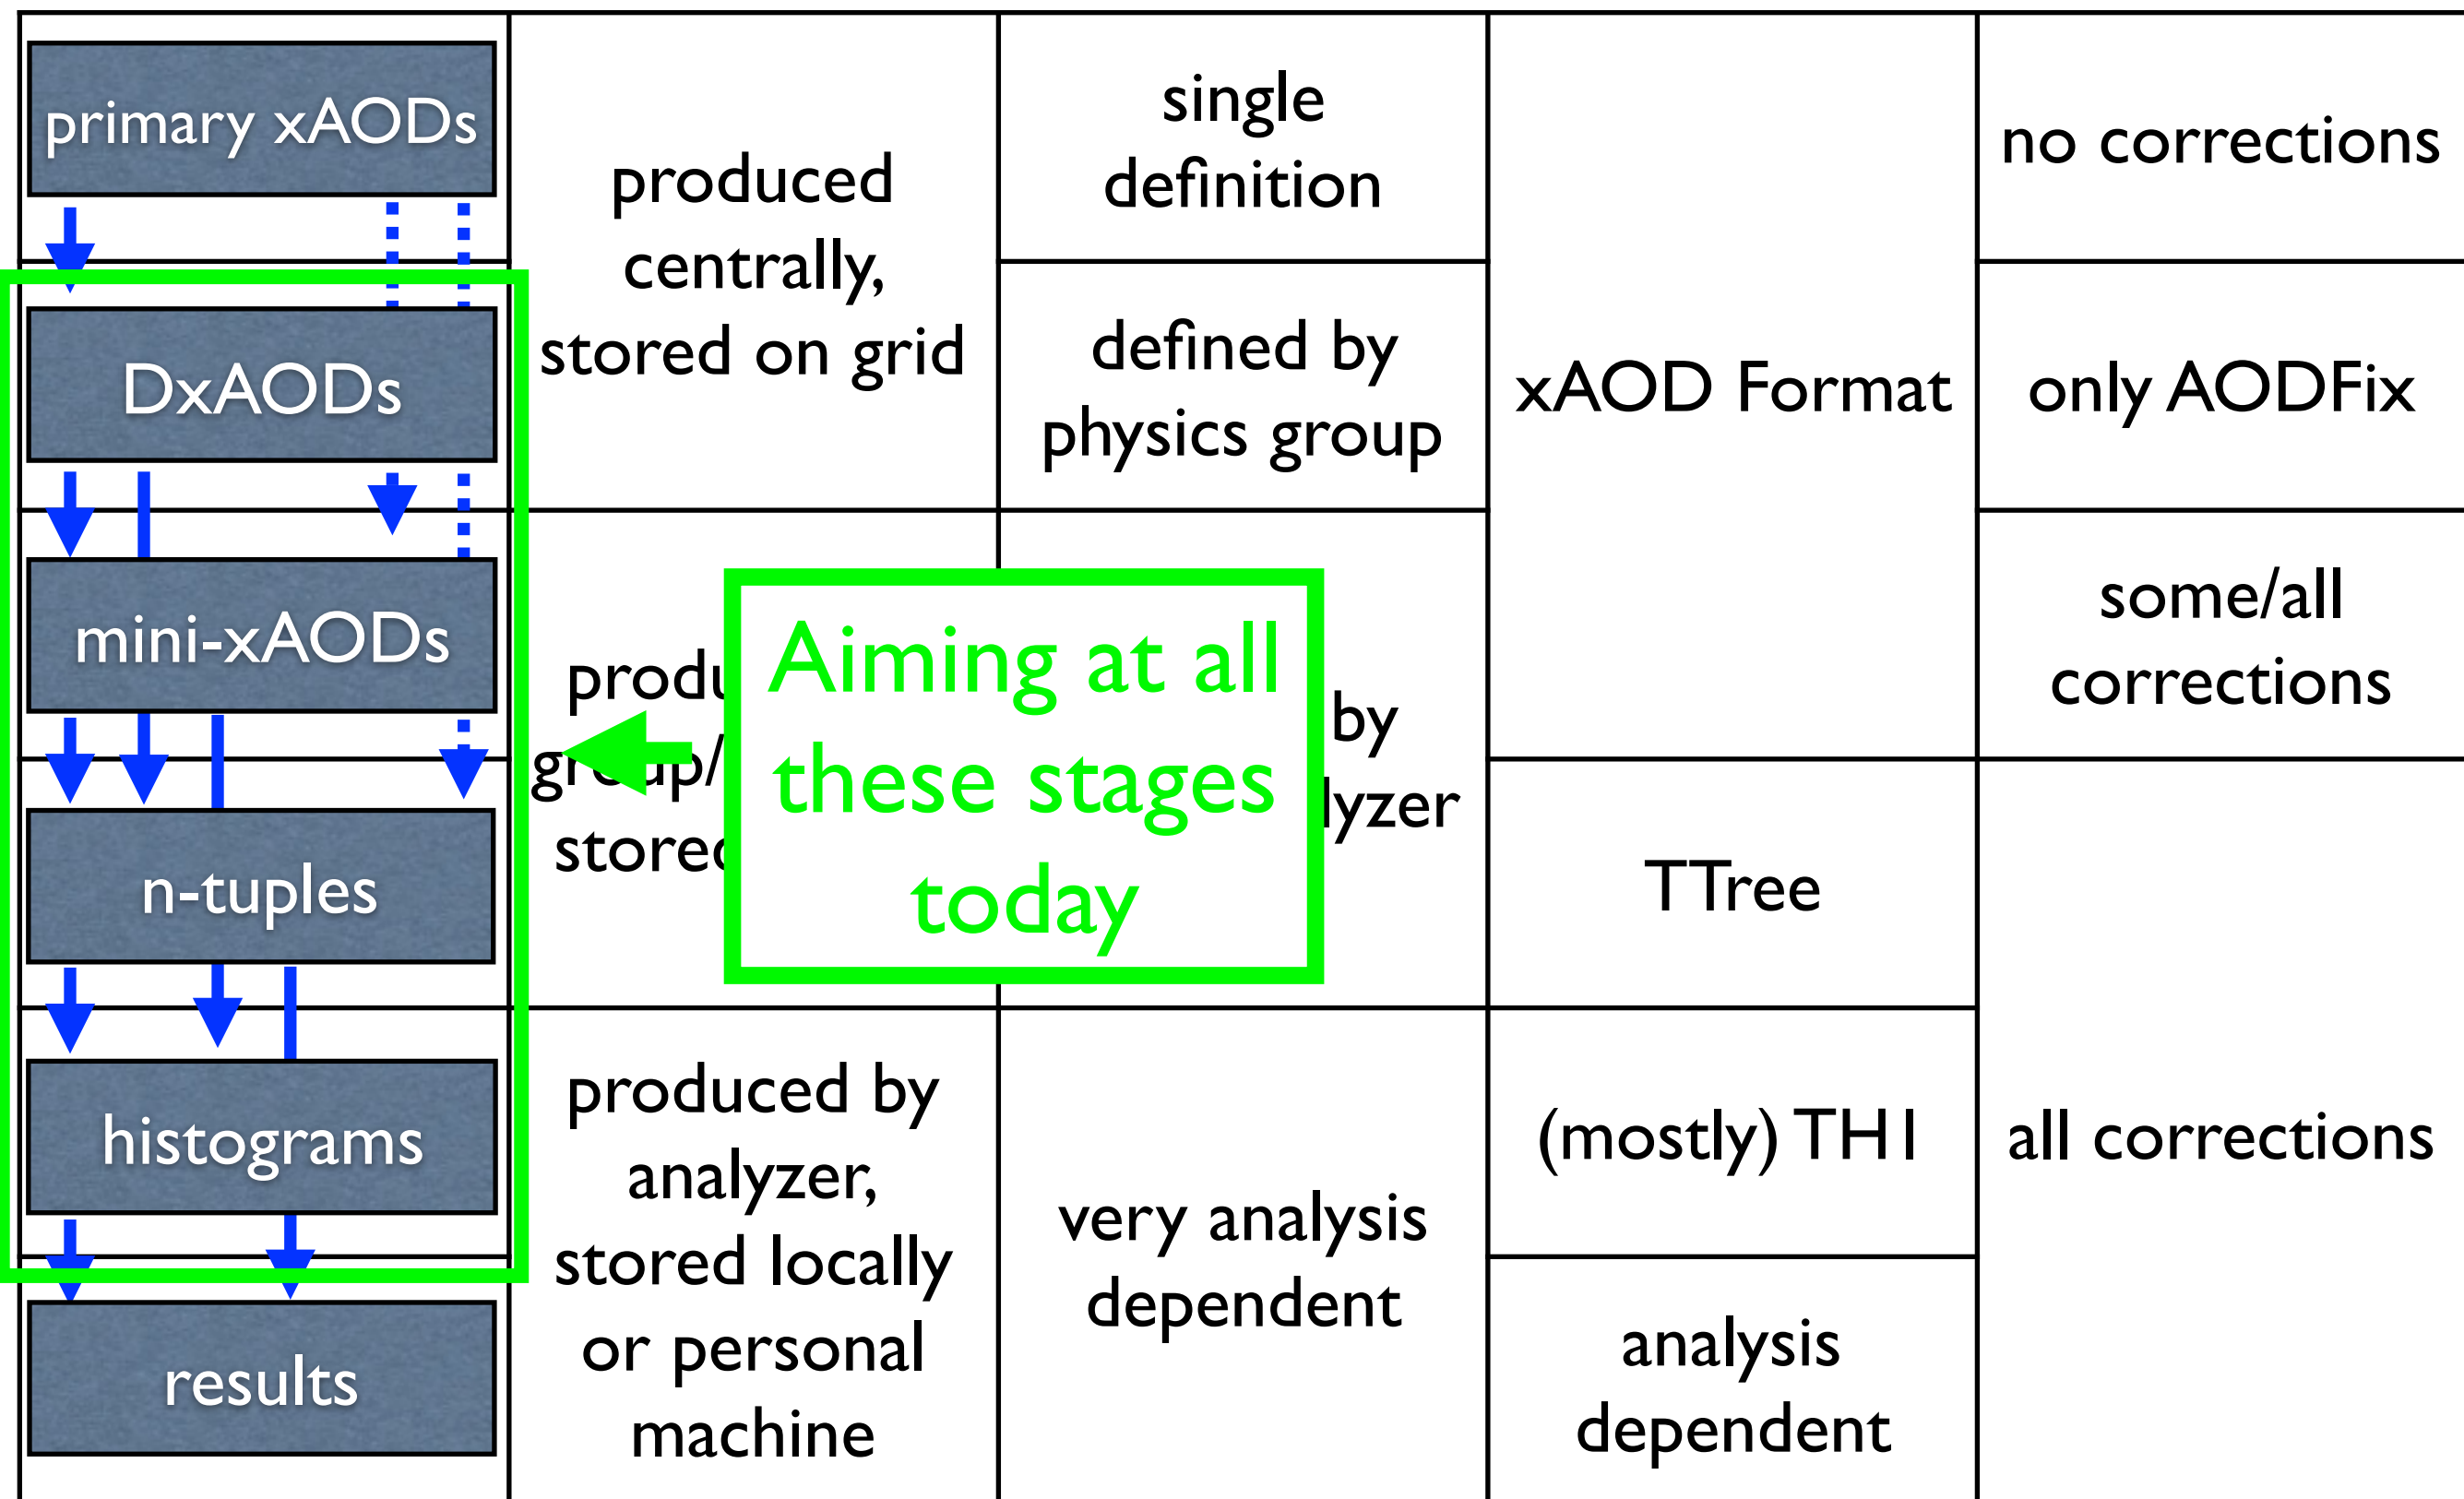 primary xAODs
produced
centrally,
stored on grid
single
definition
no corrections
DxAODs
defined by
physics group
xAOD Format
only AODFix
mini-xAODs
some/all
corrections
Aiming at all
these stages
today
by
n-tuples
TTree
histograms
produced by
analyzer,
stored locally
or personal
machine
very analysis
dependent
(mostly) TH1
all corrections
results
analysis
dependent